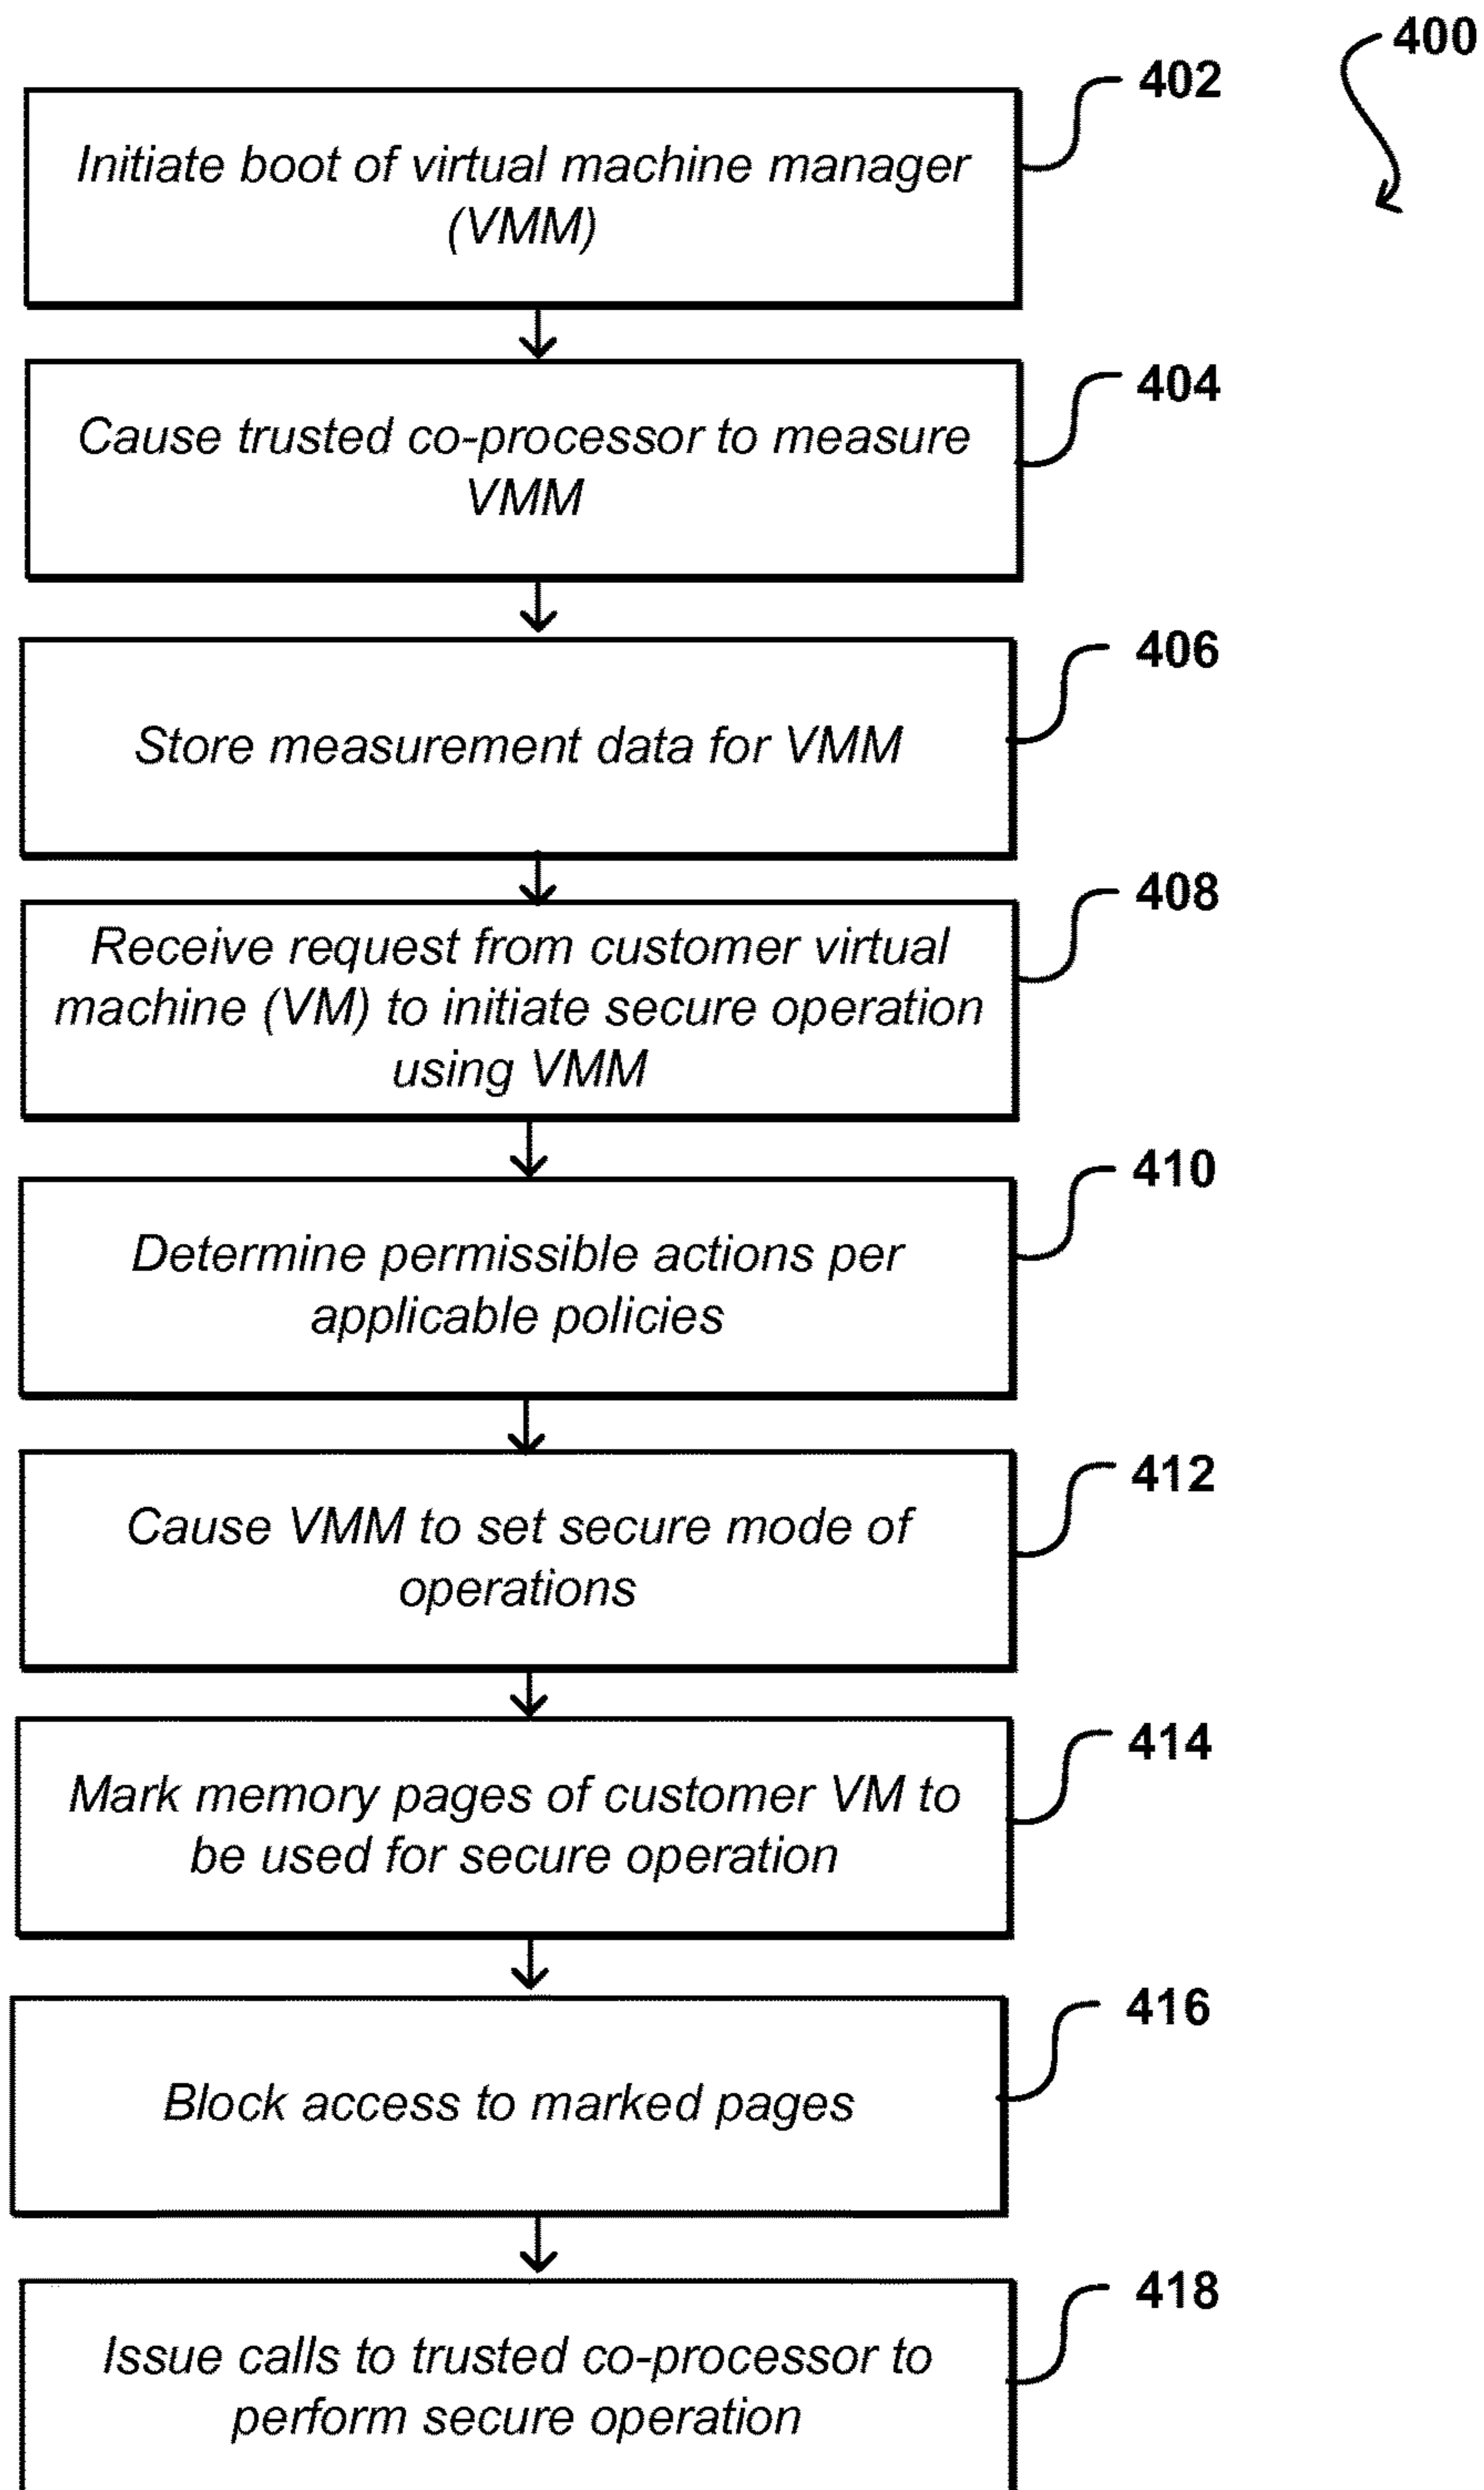 400
402
Initiate boot of virtual machine manager
(VMM)
404
Cause trusted co-processor to measure
VMM
406
Store measurement data for VMM
408
Receive request from customer virtual
machine (VM) to initiate secure operation
using VMM
410
Determine permissible actions per
applicable policies
412
Cause VMM to set secure mode of
operations
414
Mark memory pages of customer VM to
be used for secure operation
416
Block access to marked pages
418
Issue calls to trusted co-processor to
perform secure operation